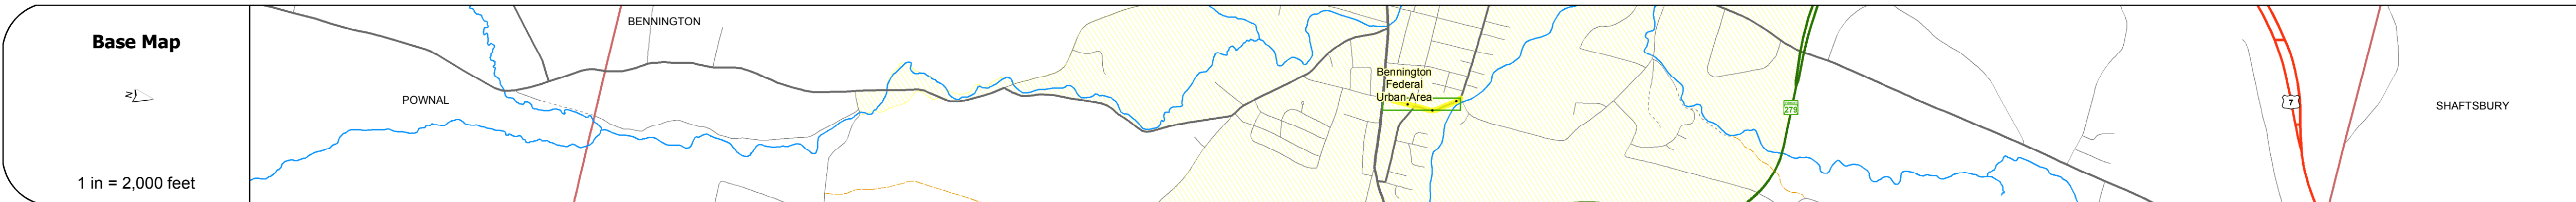 Base Map
N
1 in = 2,000 feet
POWNAL
BENNINGTON
Bennington
Federal
Urban Area
279
7
SHAFTSBURY